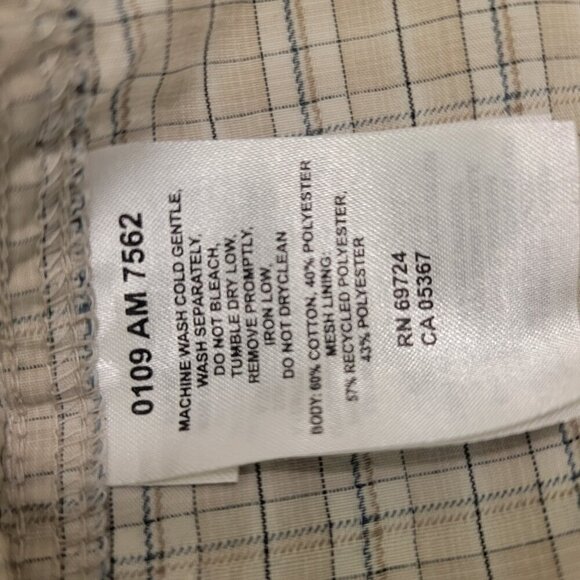 0109 AM 7562
MACHINE WASH COLD GENTLE,
WASH SEPARATELY,
DO NOT BLEACH,
TUMBLE DRY LOW,
REMOVE PROMPTLY,
IRON LOW,
DO NOT DRYCLEAN
BODY: 60% COTTON, 40% POLYESTER
MESH LINING:
57% RECYCLED POLYESTER,
43% POLYESTER
RN 69724
CA 05367